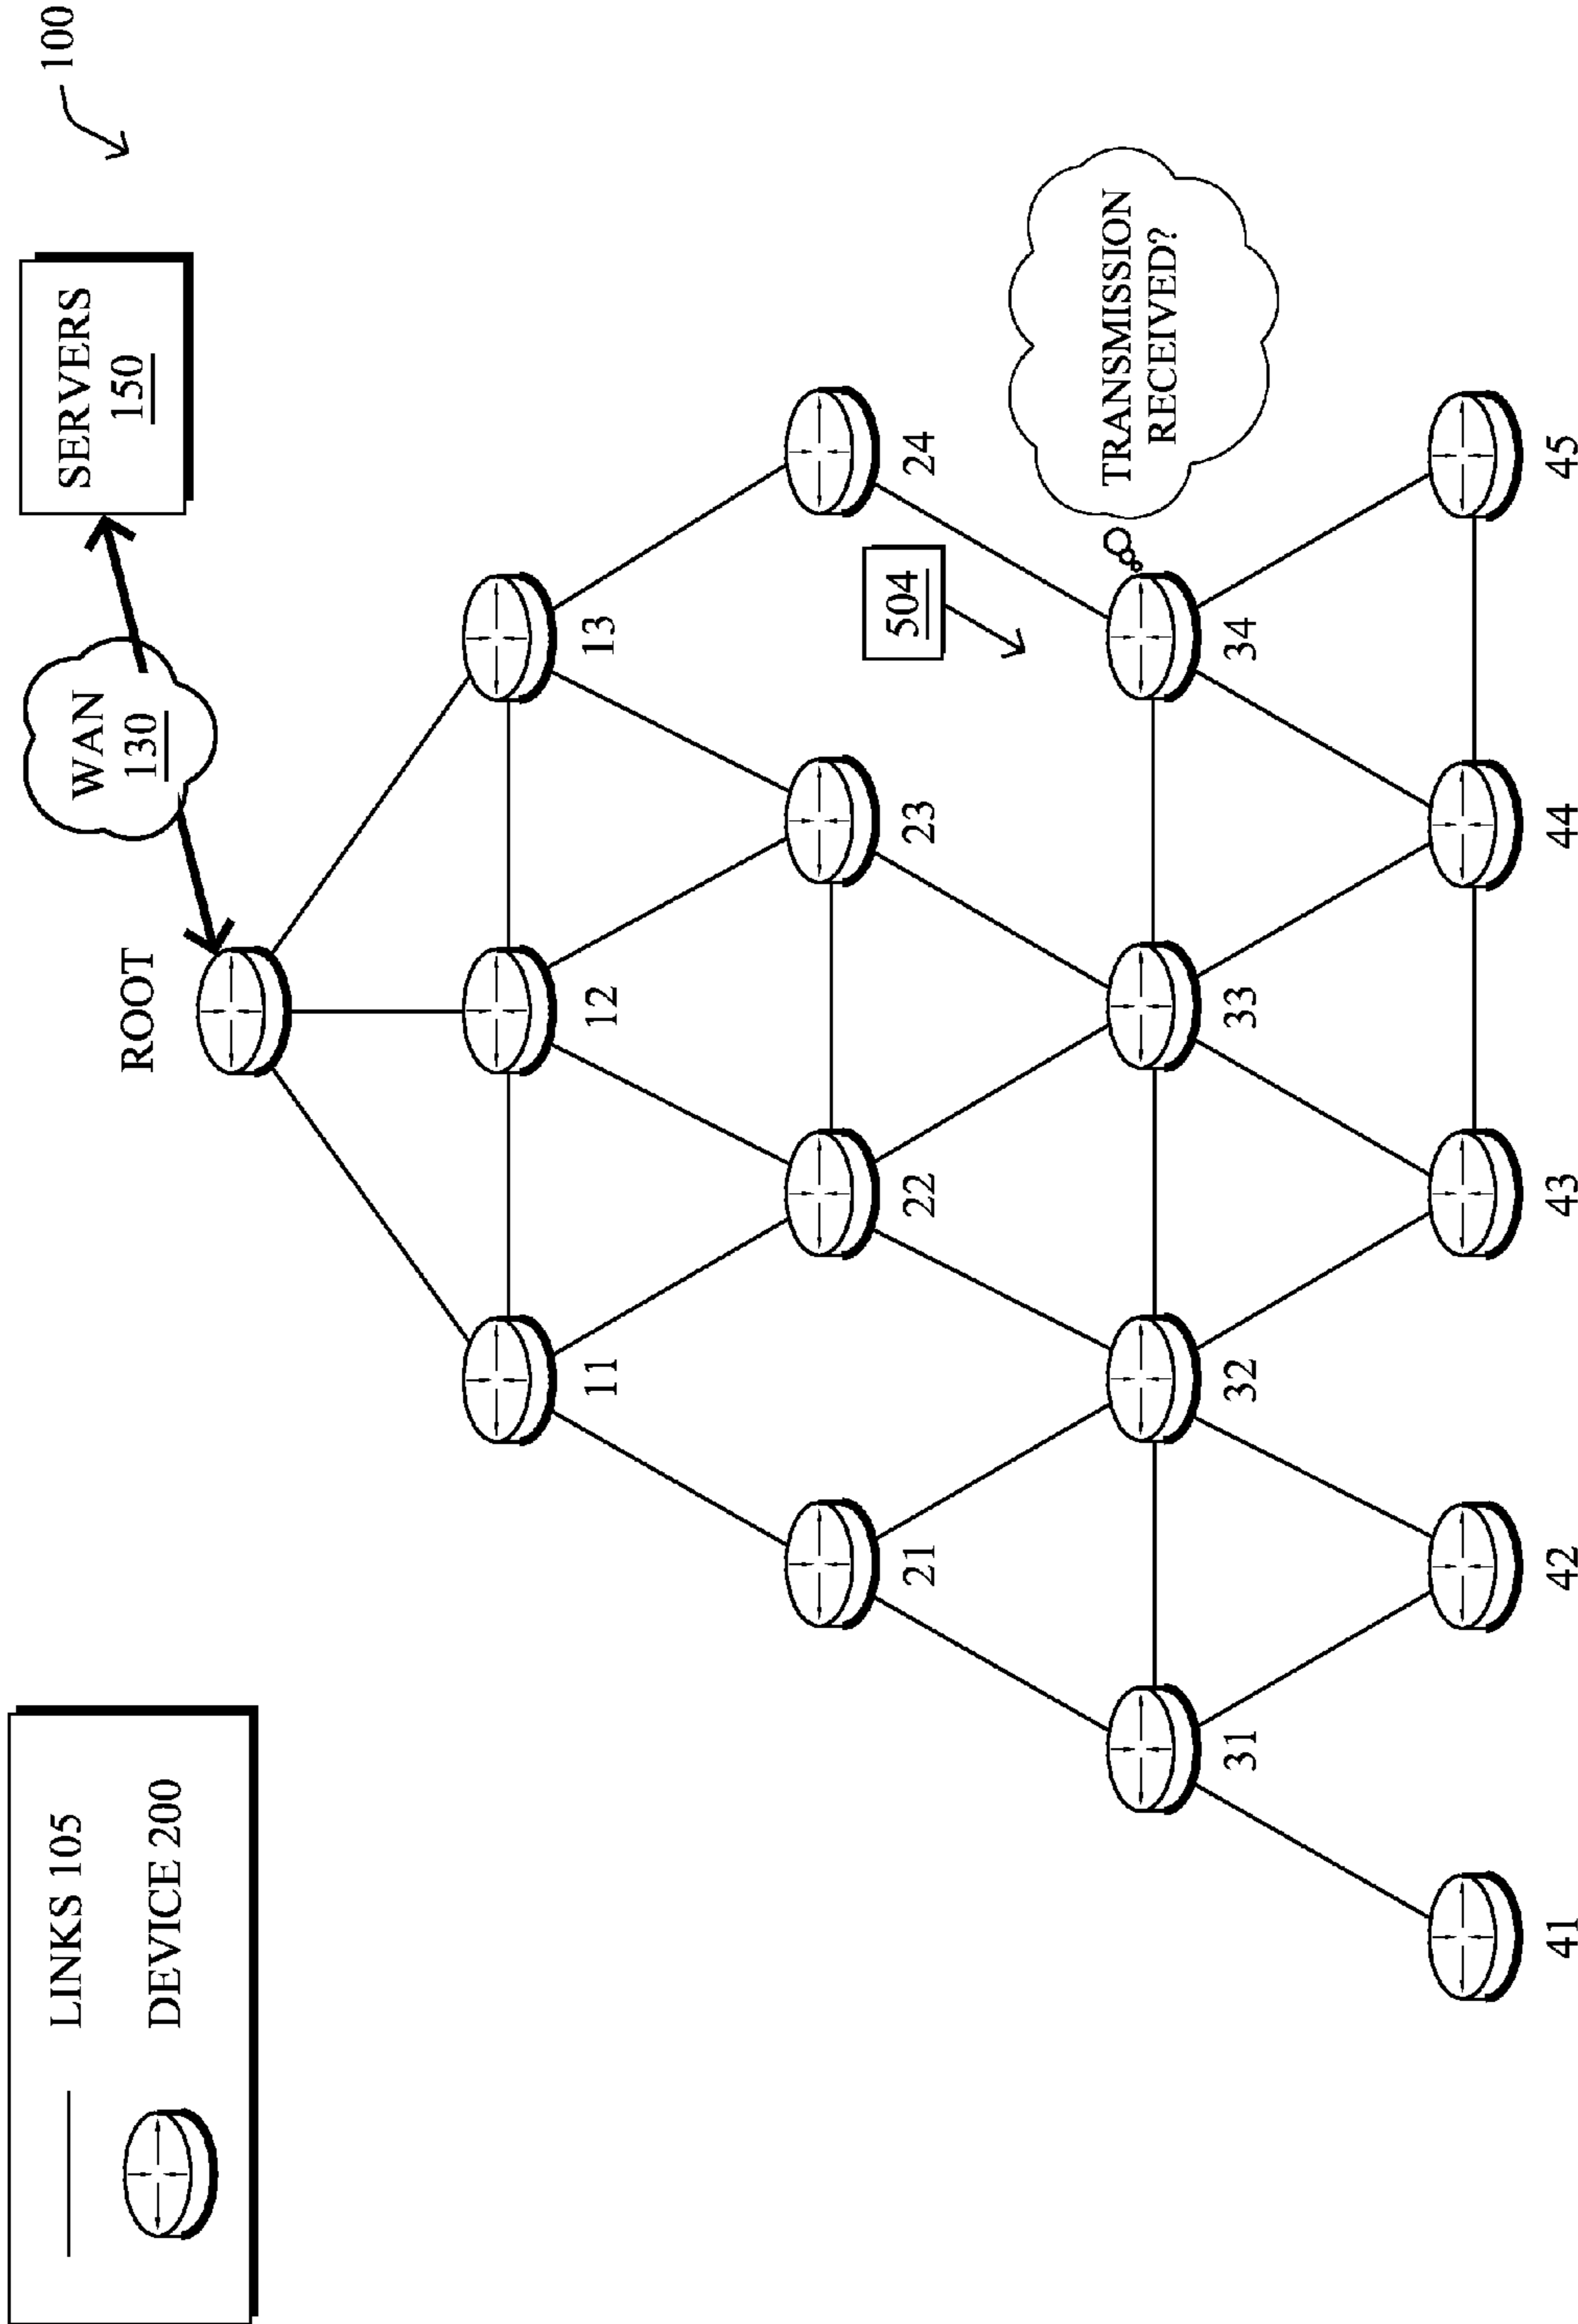 LINKS 105
DEVICE 200
WAN
130
SERVERS
150
100
ROOT
11
12
13
21
22
23
24
504
TRANSMISSION
RECEIVED?
31
32
33
34
41
42
43
44
45